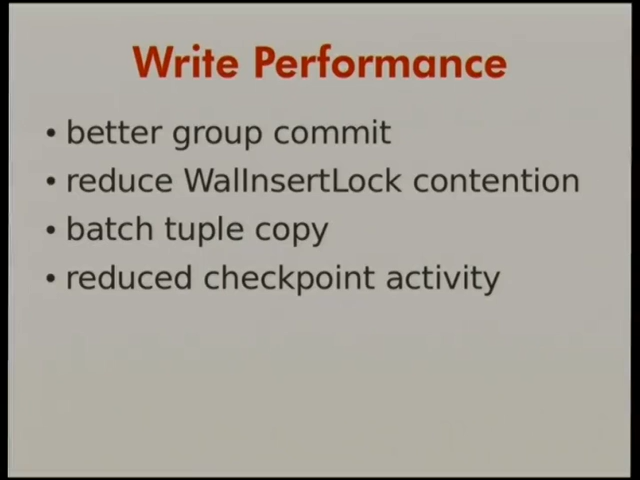 Write Performance
• better group commit
• reduce WalInsertLock contention
• batch tuple copy
• reduced checkpoint activity